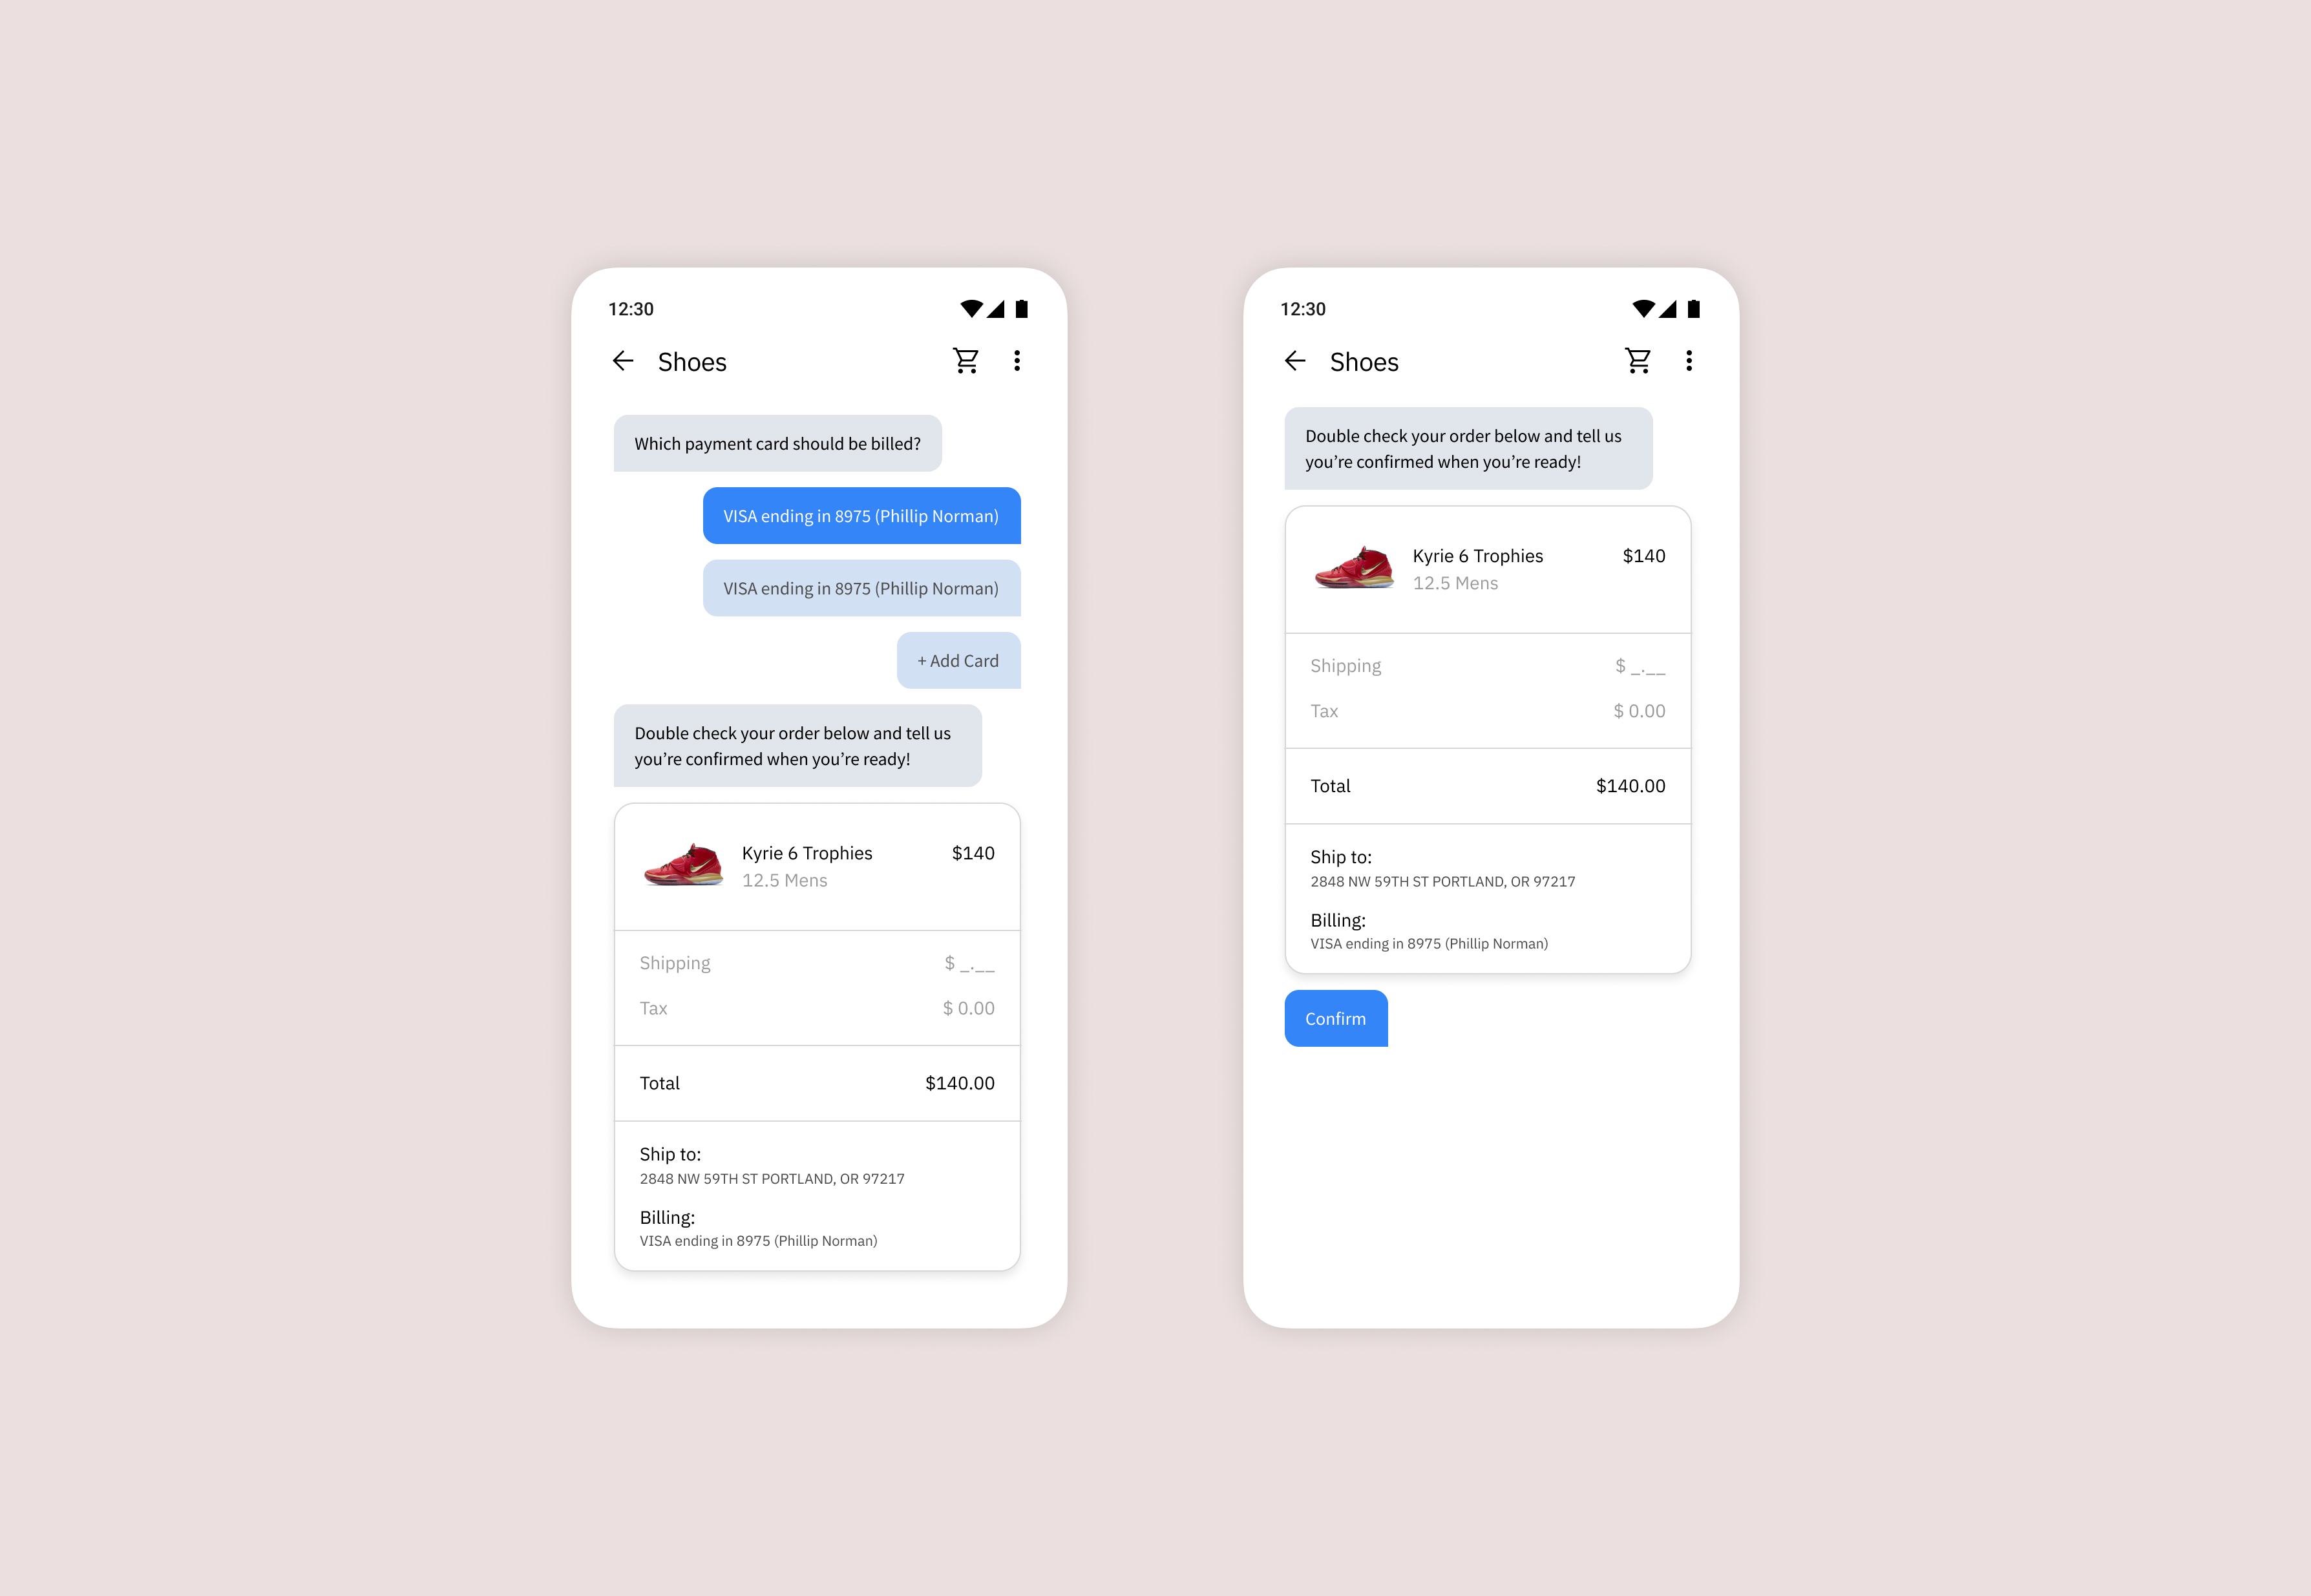 12:30
Shoes
Which payment card should be billed?
VISA ending in 8975 (Phillip Norman)
VISA ending in 8975 (Phillip Norman)
+ Add Card
Double check your order below and tell us
you’re confirmed when you’re ready!
Kyrie 6 Trophies $140
12.5 Mens
Shipping $ _.__
Tax $ 0.00
Total $140.00
Ship to:
2848 NW 59TH ST PORTLAND, OR 97217
Billing:
VISA ending in 8975 (Phillip Norman)
12:30
Shoes
Double check your order below and tell us
you’re confirmed when you’re ready!
Kyrie 6 Trophies $140
12.5 Mens
Shipping $ _.__
Tax $ 0.00
Total $140.00
Ship to:
2848 NW 59TH ST PORTLAND, OR 97217
Billing:
VISA ending in 8975 (Phillip Norman)
Confirm